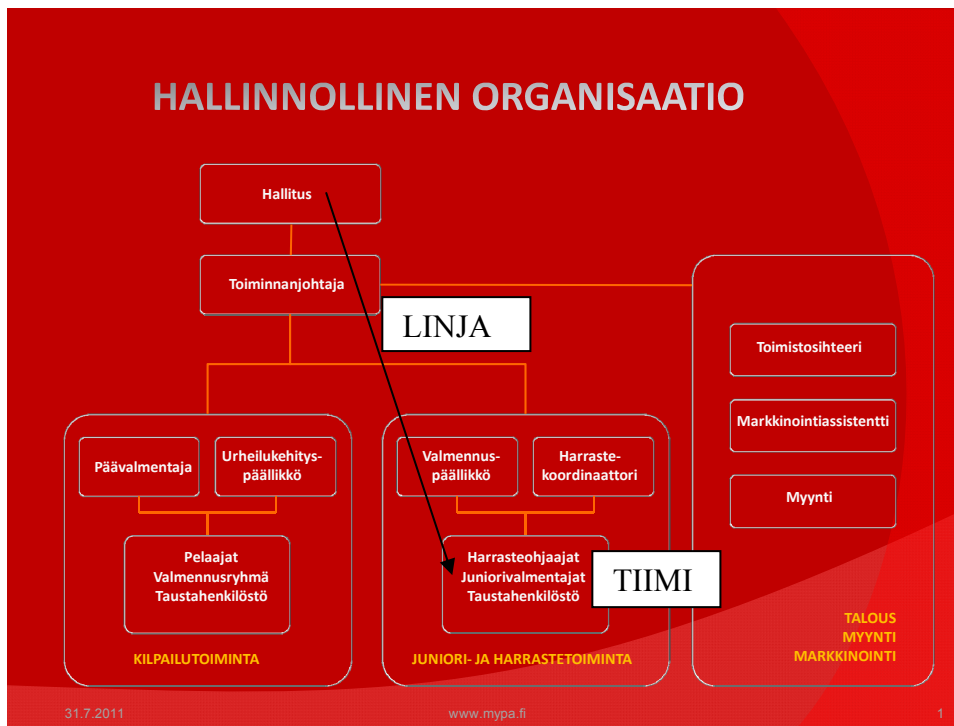 HALLINNOLLINEN ORGANISAATIO
Hallitus
Toiminnanjohtaja
LINJA
Toimistosihteeri
Markkinointiassistentti
Myynti
Päävalmentaja
Urheilukehitys-
päällikkö
Valmennus-
päällikkö
Harraste-
koordinaattori
Pelaajat
Valmennusryhmä
Taustahenkilöstö
Harrasteohjaajat
Juniorivalmentajat
Taustahenkilöstö
TIIMI
KILPAILUTOIMINTA
JUNIORI- JA HARRASTETOIMINTA
TALOUS
MYYNTI
MARKKINOINTI
31.7.2011
www.mypa.fi
1